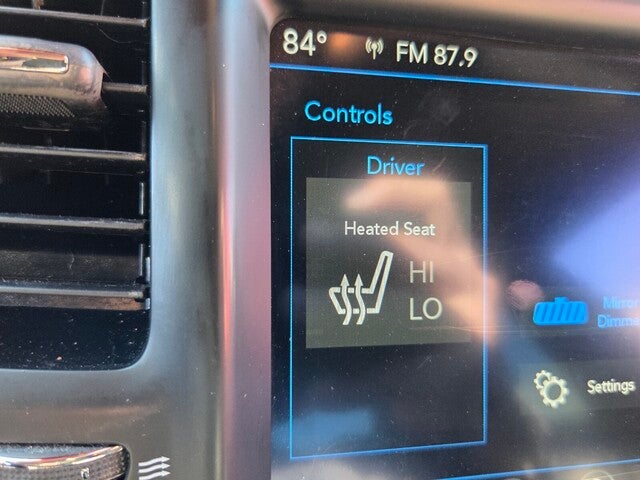 84° FM 87.9
Controls
Driver
Heated Seat
HI
LO
Settings